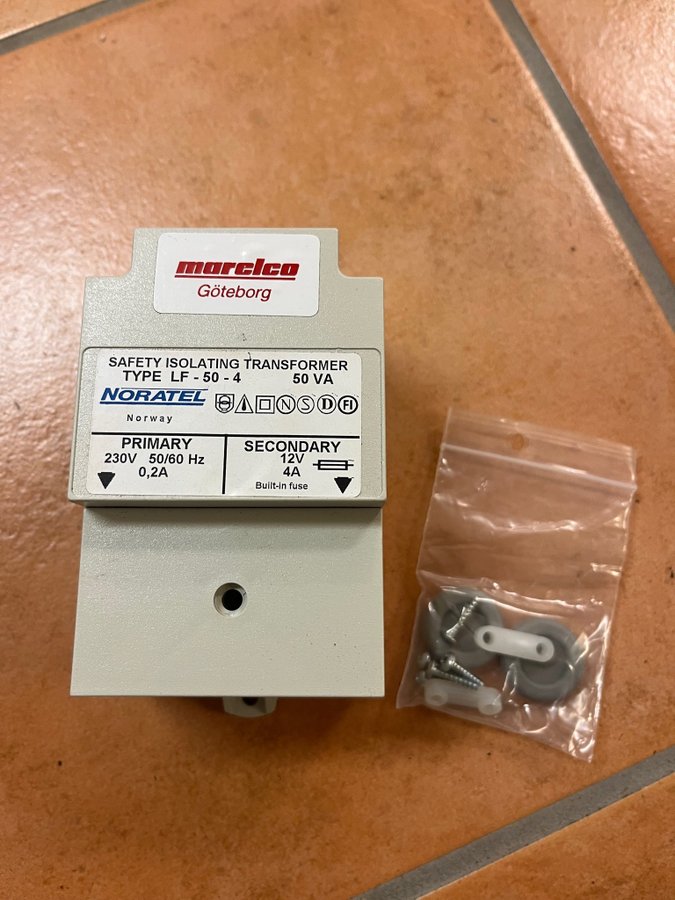 marelco
Göteborg
SAFETY ISOLATING TRANSFORMER
TYPE LF - 50 - 4 50 VA
NORATEL N S D FI
Norway
PRIMARY
230V 50/60 Hz
0,2A
SECONDARY
12V
4A
Built-in fuse